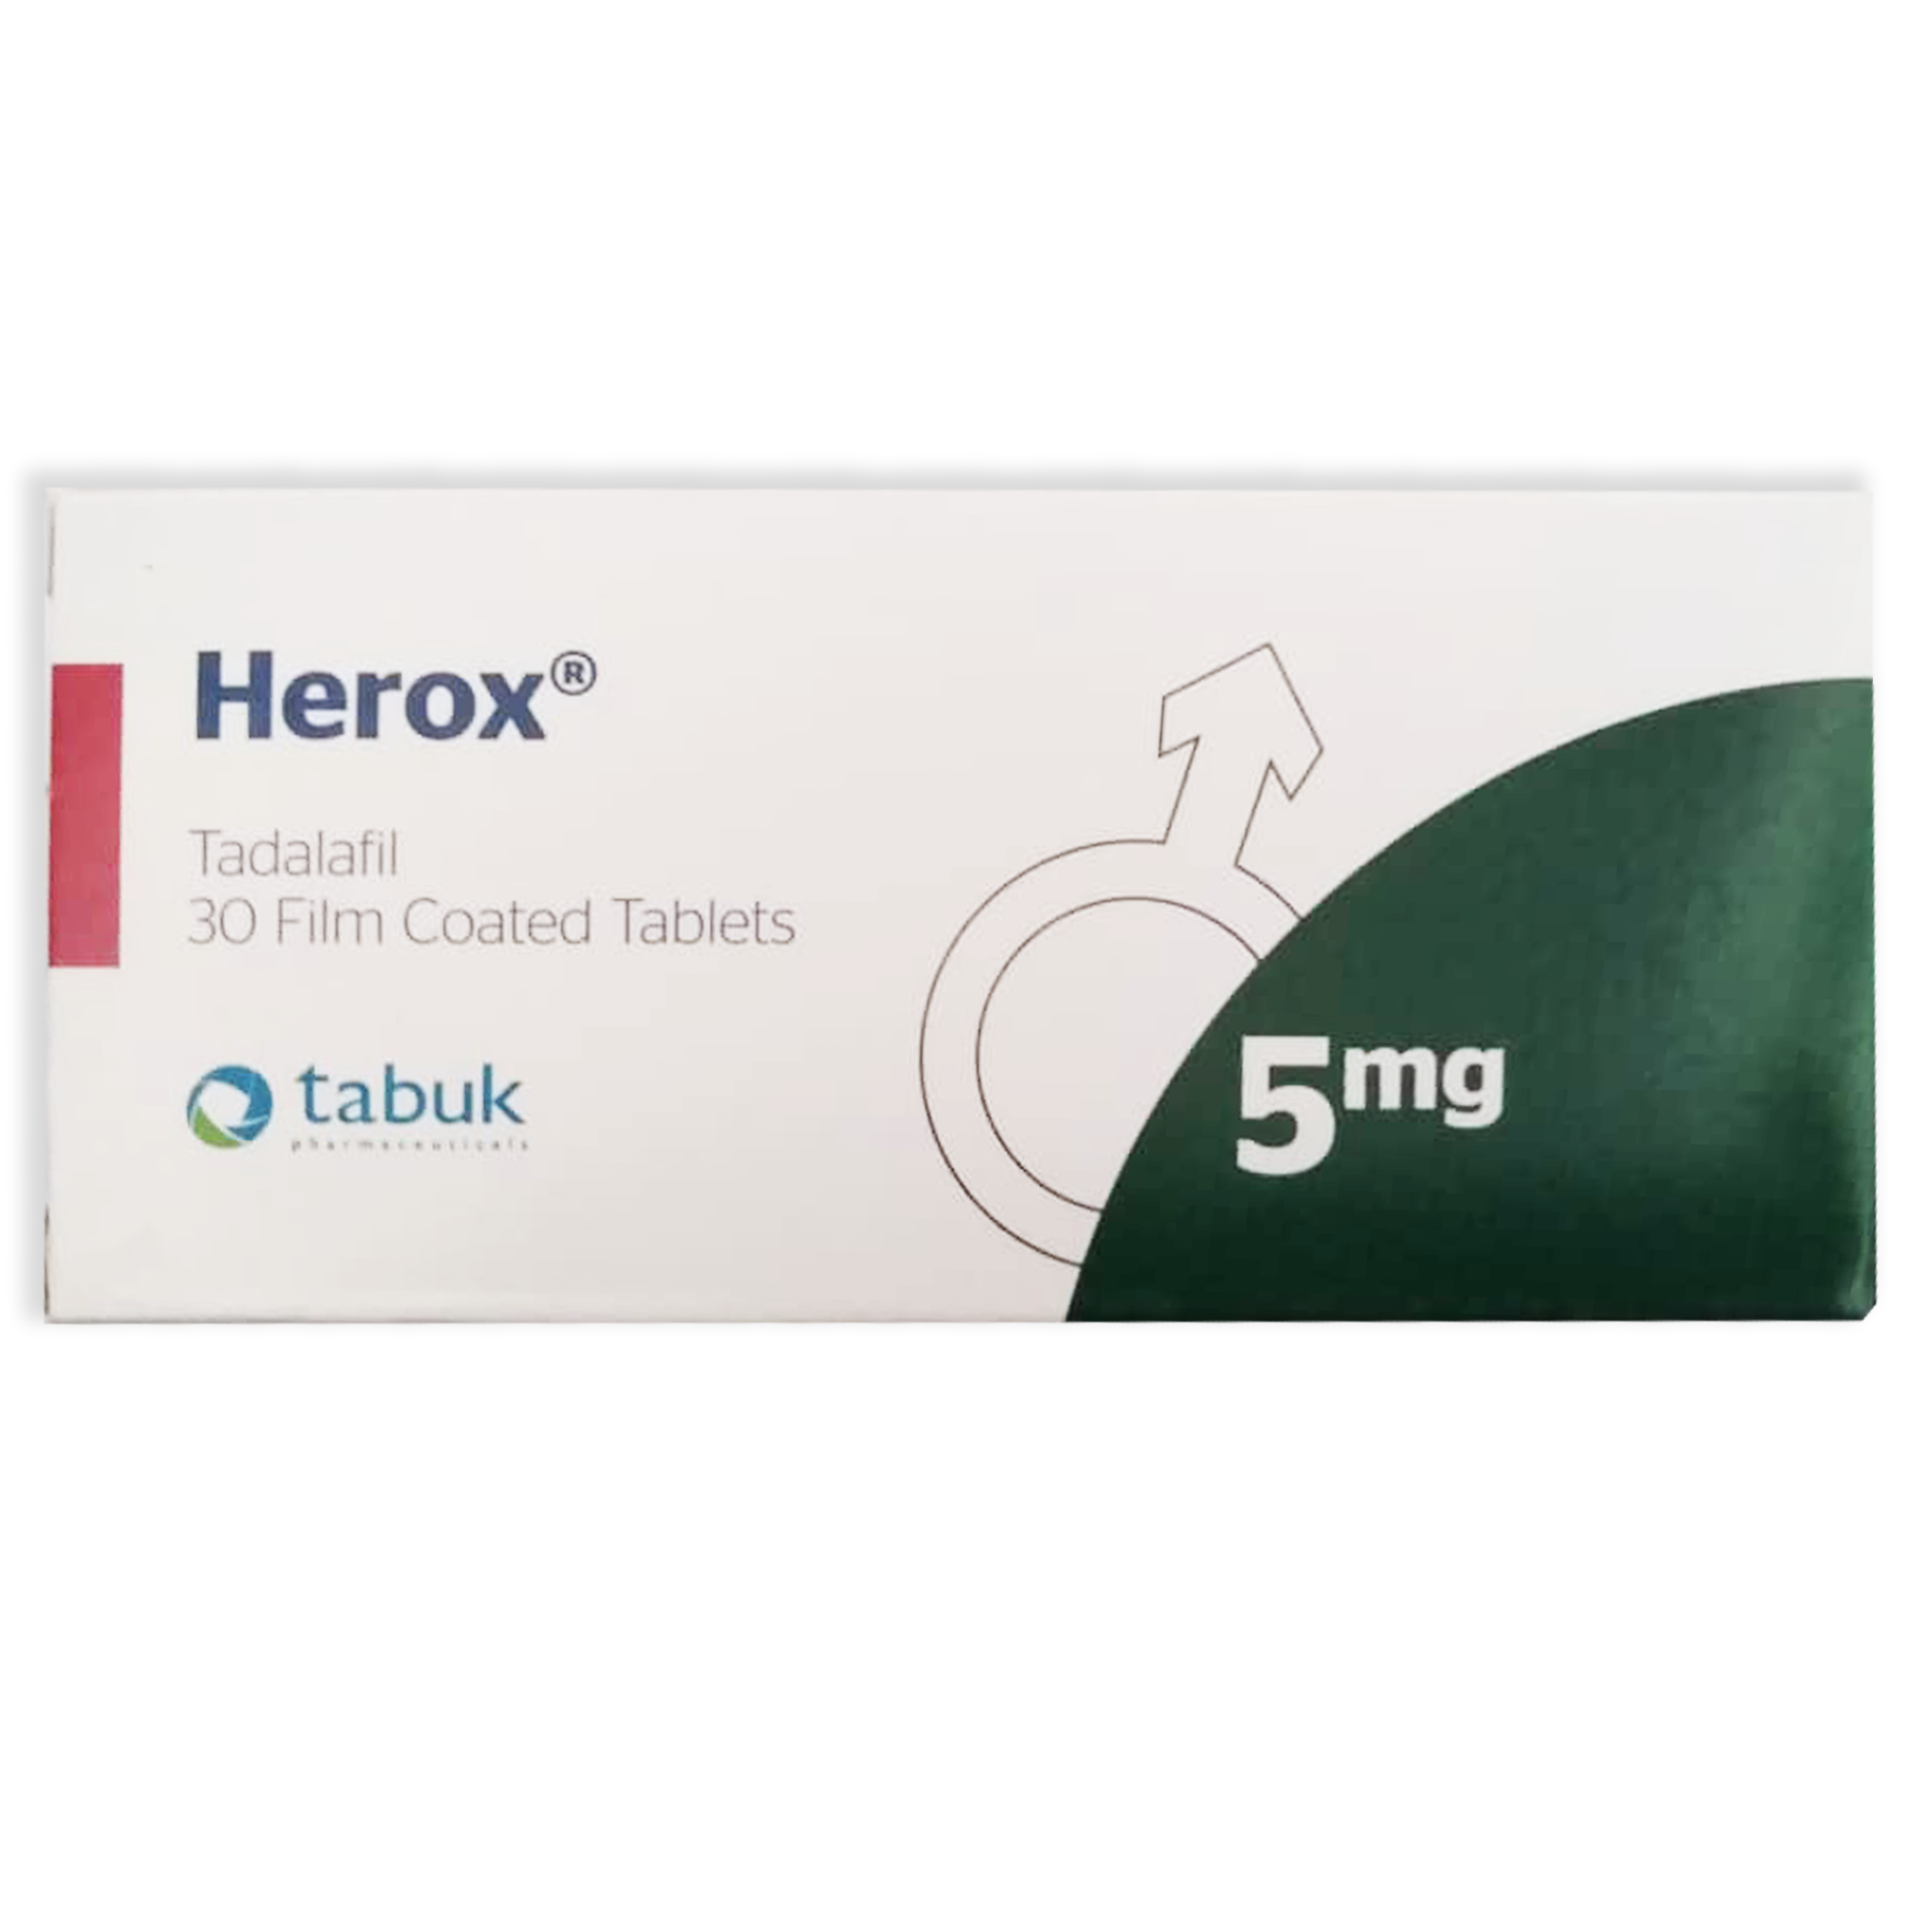 Herox®
Tadalafil
30 Film Coated Tablets
tabuk
pharmaceuticals
5mg